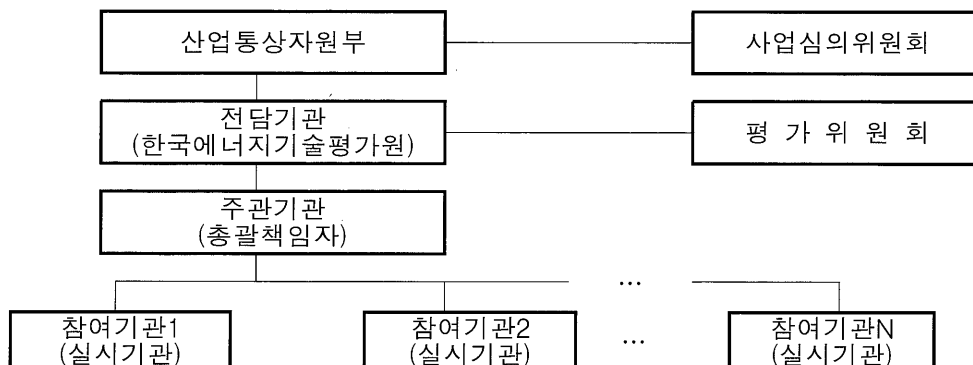 산업통상자원부
사업심의위원회
전담기관
(한국에너지기술평가원)
평 가 위 원 회
주관기관
(총괄책임자)
...
참여기관1
(실시기관)
참여기관2
(실시기관)
...
참여기관N
(실시기관)